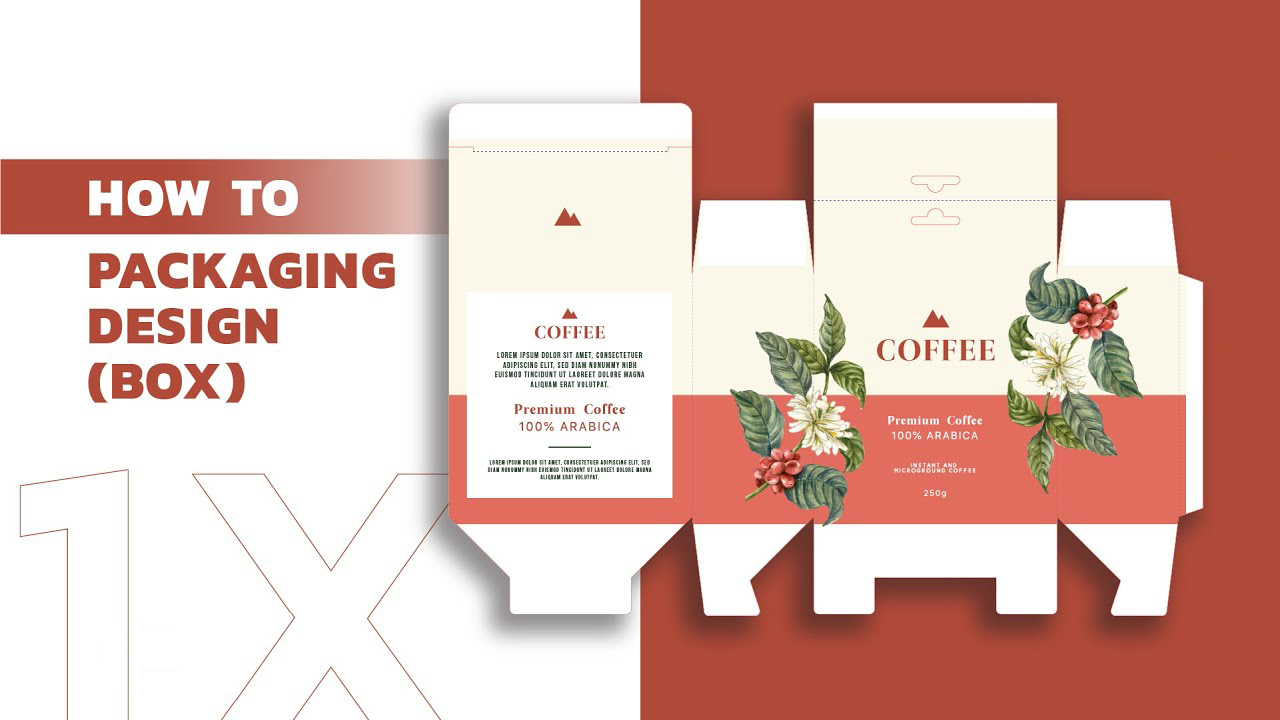 HOW TO
PACKAGING
DESIGN
(BOX)
1X
COFFEE
LOREM IPSUM DOLOR SIT AMET, CONSECTETUER
ADIPISCING ELIT, SED DIAM NONUMMY NIBH
EUISMOD TINCIDUNT UT LAOREET DOLORE MAGNA
ALIQUAM ERAT VOLUTPAT.
Premium Coffee
100% ARABICA
LOREM IPSUM DOLOR SIT AMET, CONSECTETUER ADIPISCING ELIT, SED
DIAM NONUMMY NIBH EUISMOD TINCIDUNT UT LAOREET DOLORE MAGNA
ALIQUAM ERAT VOLUTPAT.
COFFEE
Premium Coffee
100% ARABICA
INSTANT AND
MICROGROUND COFFEE
250g